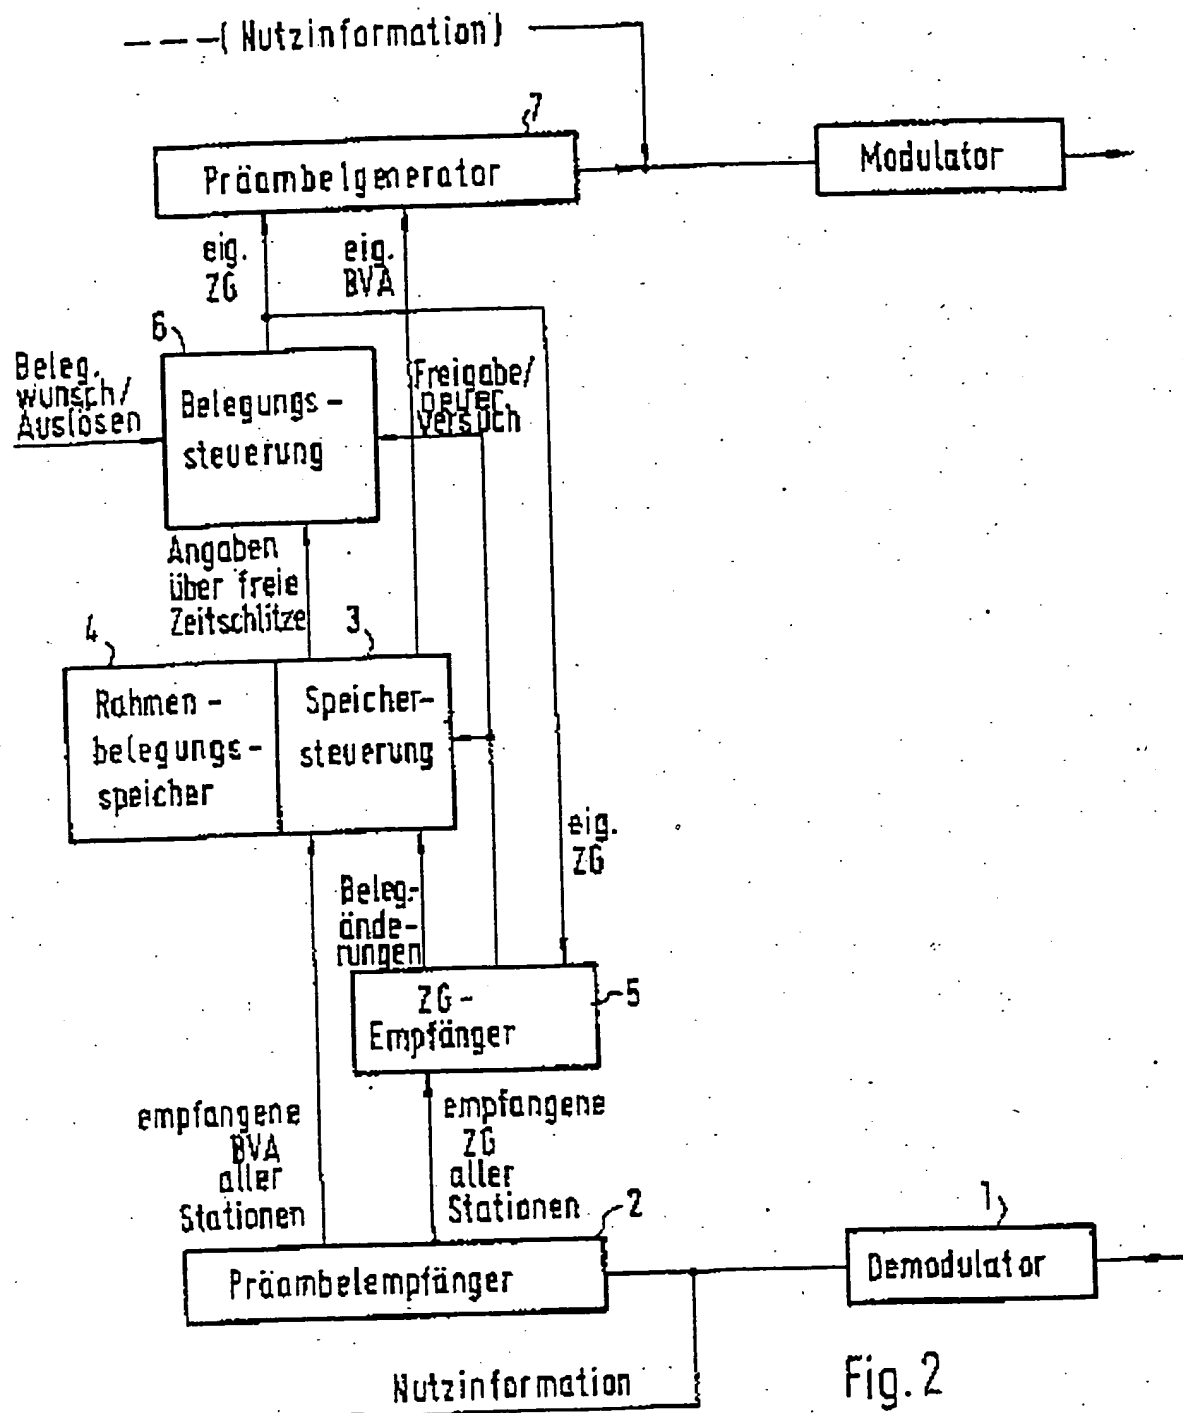 ---( Nutzinformation)
7
Präambelgenerator
Modulator
eig.
ZG
eig.
BVA
6
Beleg.
wunsch/
Auslösen
Belegungs-
steuerung
Freigabe/
neuer
Versuch
Angaben
über freie
Zeitschlitze
4
3
Rahmen-
belegungs-
speicher
Speicher-
steuerung
eig.
ZG
Beleg.-
ände-
rungen
ZG-
Empfänger
5
empfangene
BVA
aller
Stationen
empfangene
ZG
aller
Stationen
2
1
Präambelempfänger
Demodulator
Nutzinformation
Fig. 2